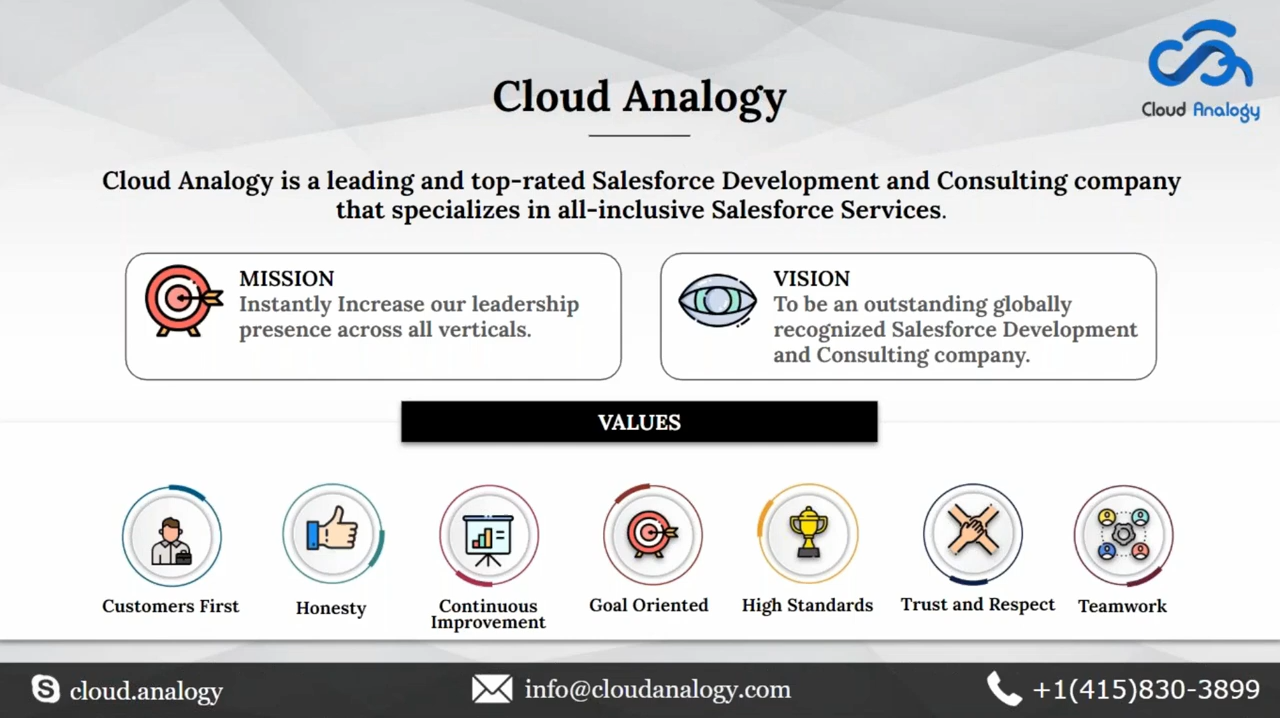 Cloud Analogy
Cloud Analogy
Cloud Analogy is a leading and top-rated Salesforce Development and Consulting company
that specializes in all-inclusive Salesforce Services.
MISSION
Instantly Increase our leadership
presence across all verticals.
VISION
To be an outstanding globally
recognized Salesforce Development
and Consulting company.
VALUES
Customers First
Honesty
Continuous
Improvement
Goal Oriented
High Standards
Trust and Respect
Teamwork
cloud.analogy
info@cloudanalogy.com
+1(415)830-3899